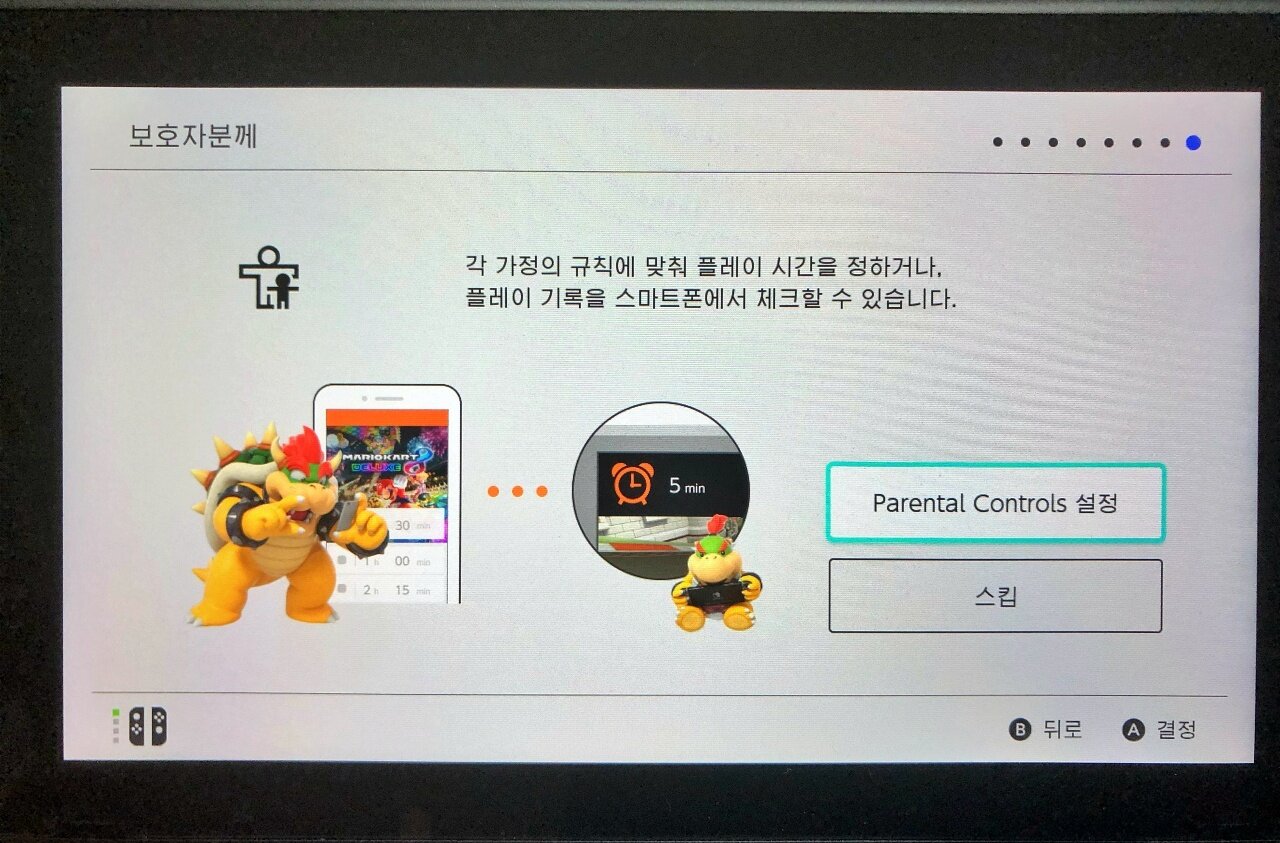 보호자분께
각 가정의 규칙에 맞춰 플레이 시간을 정하거나,
플레이 기록을 스마트폰에서 체크할 수 있습니다.
MARIOKART 8
DELUXE
30 min
1 h 00 min
2 h 15 min
5 min
Parental Controls 설정
스킵
B 뒤로 A 결정